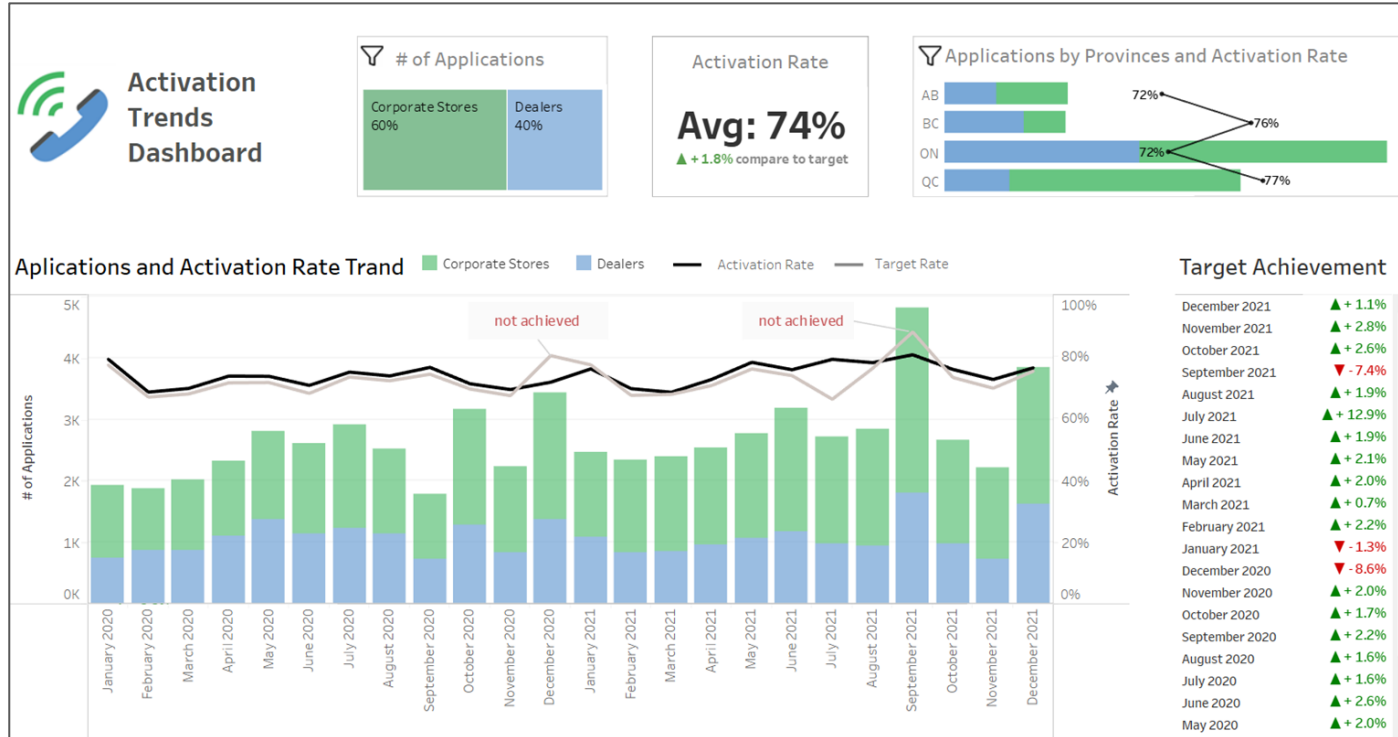 Activation
Trends
Dashboard
# of Applications
Corporate Stores
60%
Dealers
40%
Activation Rate
Avg: 74%
▲ + 1.8% compare to target
Applications by Provinces and Activation Rate
AB
72%
BC
76%
ON
72%
QC
77%
Aplications and Activation Rate Trand
Corporate Stores
Dealers
Activation Rate
Target Rate
# of Applications
5K
4K
3K
2K
1K
0K
not achieved
not achieved
100%
80%
60%
40%
20%
0%
Activation Rate
January 2020
February 2020
March 2020
April 2020
May 2020
June 2020
July 2020
August 2020
September 2020
October 2020
November 2020
December 2020
January 2021
February 2021
March 2021
April 2021
May 2021
June 2021
July 2021
August 2021
September 2021
October 2021
November 2021
December 2021
Target Achievement
December 2021 ▲ + 1.1%
November 2021 ▲ + 2.8%
October 2021 ▲ + 2.6%
September 2021 ▼ - 7.4%
August 2021 ▲ + 1.9%
July 2021 ▲ + 12.9%
June 2021 ▲ + 1.9%
May 2021 ▲ + 2.1%
April 2021 ▲ + 2.0%
March 2021 ▲ + 0.7%
February 2021 ▲ + 2.2%
January 2021 ▼ - 1.3%
December 2020 ▼ - 8.6%
November 2020 ▲ + 2.0%
October 2020 ▲ + 1.7%
September 2020 ▲ + 2.2%
August 2020 ▲ + 1.6%
July 2020 ▲ + 1.6%
June 2020 ▲ + 2.6%
May 2020 ▲ + 2.0%